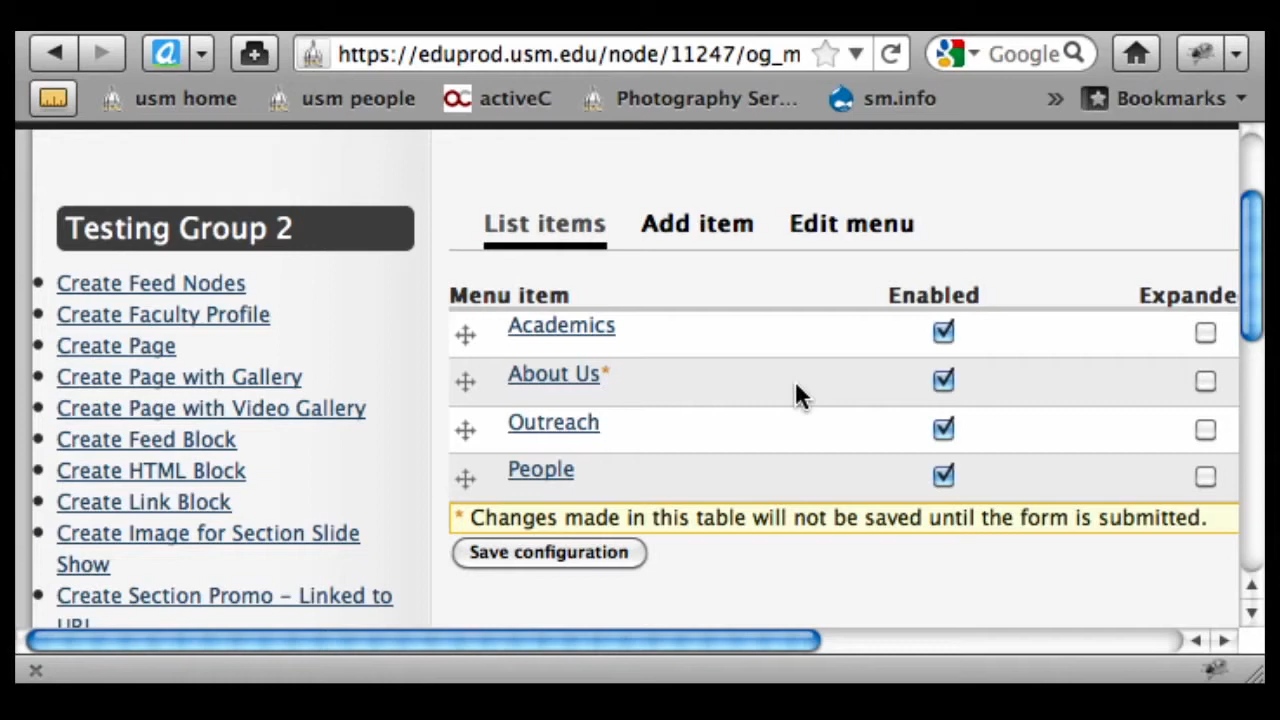 https://eduprod.usm.edu/node/11247/og_m
Google
usm home
usm people
activeC
Photography Ser...
sm.info
»
Bookmarks
Testing Group 2
Create Feed Nodes
Create Faculty Profile
Create Page
Create Page with Gallery
Create Page with Video Gallery
Create Feed Block
Create HTML Block
Create Link Block
Create Image for Section Slide
Show
Create Section Promo – Linked to
URL
List items Add item Edit menu
Menu item Enabled Expande
Academics
About Us*
Outreach
People
* Changes made in this table will not be saved until the form is submitted.
Save configuration